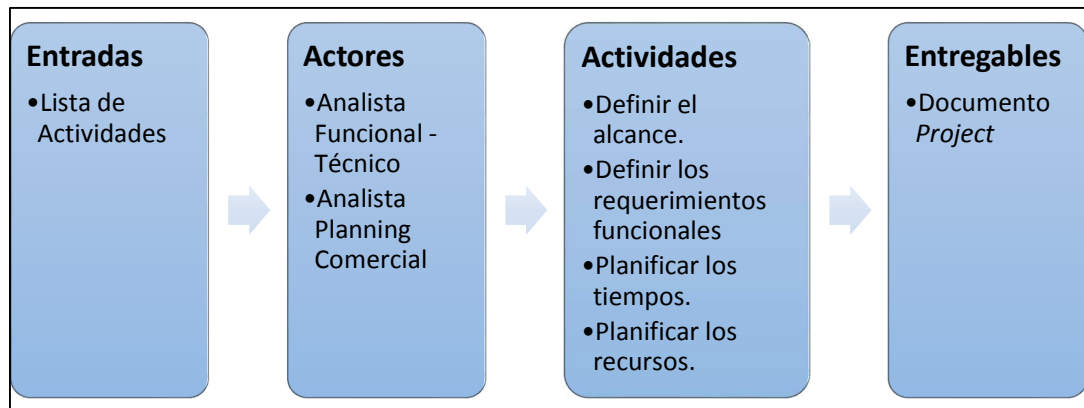 Entradas
•Lista de
Actividades
Actores
•Analista
Funcional -
Técnico
•Analista
Planning
Comercial
Actividades
•Definir el
alcance.
•Definir los
requerimientos
funcionales
•Planificar los
tiempos.
•Planificar los
recursos.
Entregables
•Documento
Project